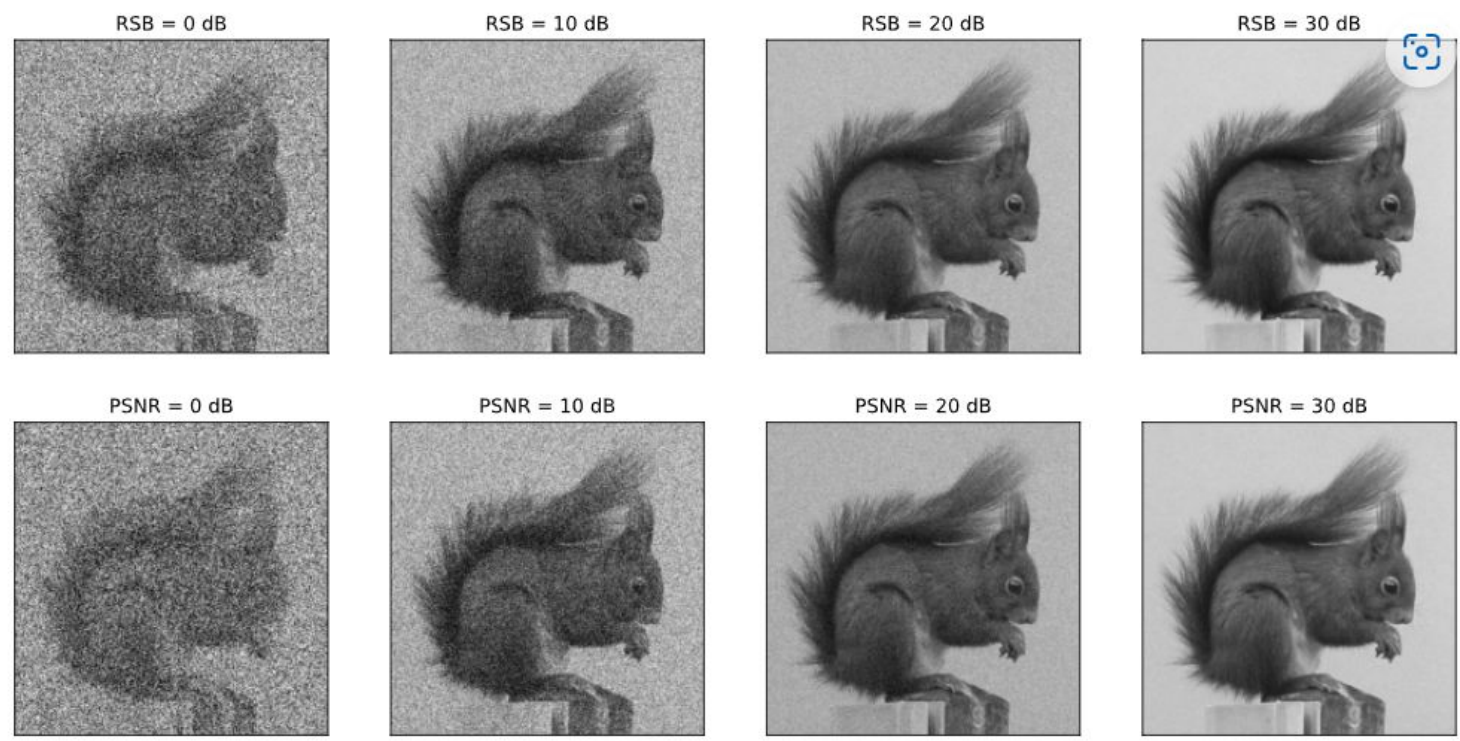 RSB = 0 dB
RSB = 10 dB
RSB = 20 dB
RSB = 30 dB
PSNR = 0 dB
PSNR = 10 dB
PSNR = 20 dB
PSNR = 30 dB